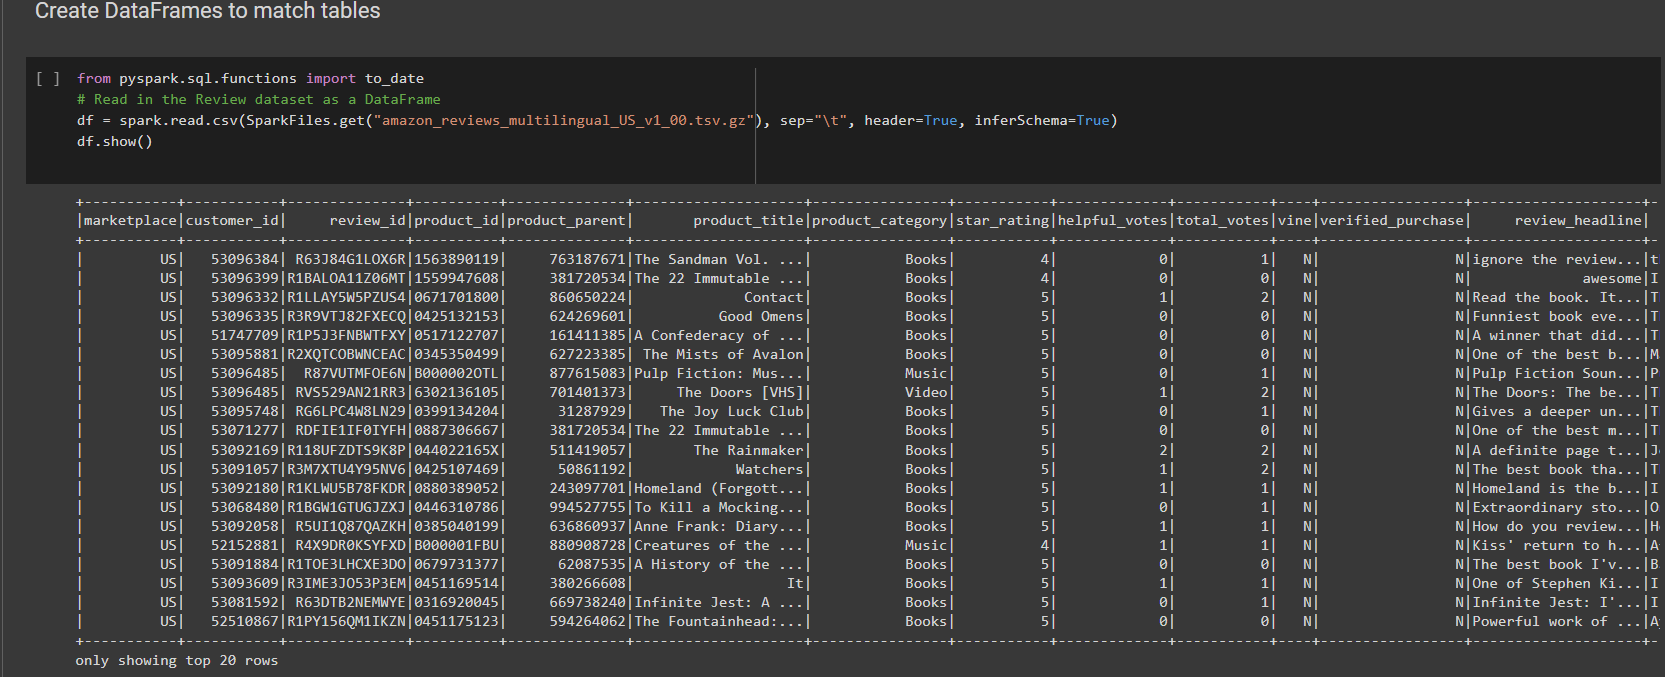 Create DataFrames to match tables
[ ] from pyspark.sql.functions import to_date
# Read in the Review dataset as a DataFrame
df = spark.read.csv(SparkFiles.get("amazon_reviews_multilingual_US_v1_00.tsv.gz"), sep="\t", header=True, inferSchema=True)
df.show()
+-----------+-----------+--------------+----------+--------------+--------------------+----------------+-----------+-------------+-----------+----+-----------------+--------------------+-
|marketplace|customer_id|     review_id|product_id|product_parent|       product_title|product_category|star_rating|helpful_votes|total_votes|vine|verified_purchase|     review_headline|
+-----------+-----------+--------------+----------+--------------+--------------------+----------------+-----------+-------------+-----------+----+-----------------+--------------------+-
|         US|   53096384| R63J84G1LOX6R|1563890119|     763187671|The Sandman Vol. ...|           Books|          4|            0|          1|   N|                N|ignore the review...|t
|         US|   53096399|R1BALOA11Z06MT|1559947608|     381720534|The 22 Immutable ...|           Books|          4|            0|          0|   N|                N|             awesome|I
|         US|   53096332|R1LLAY5W5PZUS4|0671701800|     860650224|             Contact|           Books|          5|            1|          2|   N|                N|Read the book. It...|T
|         US|   53096335|R3R9VTJ82FXECQ|0425132153|     624269601|          Good Omens|           Books|          5|            0|          0|   N|                N|Funniest book eve...|T
|         US|   51747709|R1P5J3FNBWTFXY|0517122707|     161411385|A Confederacy of ...|           Books|          5|            0|          0|   N|                N|A winner that did...|T
|         US|   53095881|R2XQTCOBWNCEAC|0345350499|     627223385| The Mists of Avalon|           Books|          5|            0|          0|   N|                N|One of the best b...|M
|         US|   53096485| R87VUTMFOE6N|B000002OTL|     877615083|Pulp Fiction: Mus...|           Music|          5|            0|          1|   N|                N|Pulp Fiction Soun...|P
|         US|   53096485| RVS529AN21RR3|6302136105|     701401373|     The Doors [VHS]|           Video|          5|            1|          2|   N|                N|The Doors: The be...|T
|         US|   53095748| RG6LPC4W8LN29|0399134204|      31287929|   The Joy Luck Club|           Books|          5|            0|          1|   N|                N|Gives a deeper un...|T
|         US|   53071277| RDFIE1IF0IYFH|0887306667|     381720534|The 22 Immutable ...|           Books|          5|            0|          0|   N|                N|One of the best m...|T
|         US|   53092169|R118UFZDTS9K8P|044022165X|     511419057|       The Rainmaker|           Books|          5|            2|          2|   N|                N|A definite page t...|J
|         US|   53091057|R3M7XTU4Y95NV6|0425107469|      50861192|            Watchers|           Books|          5|            1|          2|   N|                N|The best book tha...|T
|         US|   53092180|R1KLWU5B78FKDR|0880389052|     243097701|Homeland (Forgott...|           Books|          5|            1|          1|   N|                N|Homeland is the b...|I
|         US|   53068480|R1BGW1GTUGJZXJ|0446310786|     994527755|To Kill a Mocking...|           Books|          5|            0|          1|   N|                N|Extraordinary sto...|O
|         US|   53092058| R5UI1Q87QAZKH|0385040199|     636860937|Anne Frank: Diary...|           Books|          5|            1|          1|   N|                N|How do you review...|H
|         US|   52152881| R4X9DR0KSYFXD|B000001FBU|     880908728|Creatures of the ...|           Music|          4|            1|          1|   N|                N|Kiss' return to h...|A
|         US|   53091884|R1TOE3LHCXE3DO|0679731377|      62087535|A History of the ...|           Books|          5|            0|          0|   N|                N|The best book I'v...|B
|         US|   53093609|R3IME3JO53P3EM|0451169514|     380266608|                  It|           Books|          5|            1|          1|   N|                N|One of Stephen Ki...|I
|         US|   53081592| R63DTB2NEMWYE|0316920045|     669738240|Infinite Jest: A ...|           Books|          5|            0|          1|   N|                N|Infinite Jest: I'...|I
|         US|   52510867|R1PY156QM1IKZN|0451175123|     594264062|The Fountainhead:...|           Books|          5|            0|          0|   N|                N|Powerful work of ...|A
+-----------+-----------+--------------+----------+--------------+--------------------+----------------+-----------+-------------+-----------+----+-----------------+--------------------+-
only showing top 20 rows